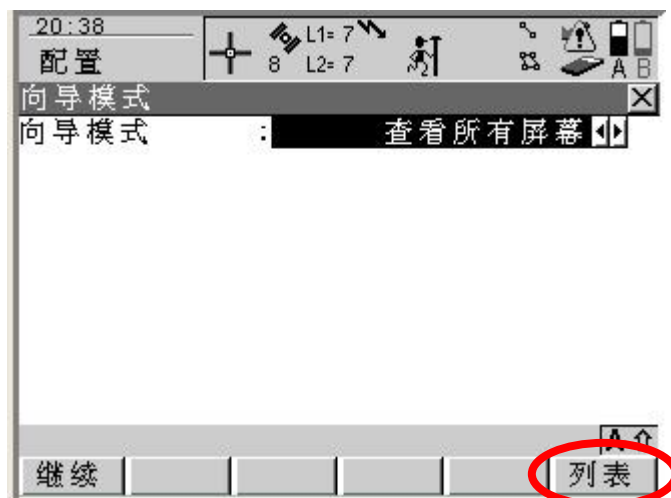 20:38
配置
L1= 7
8 L2= 7
A B
向导模式
向导模式 : 查看所有屏幕
A
继续 列表